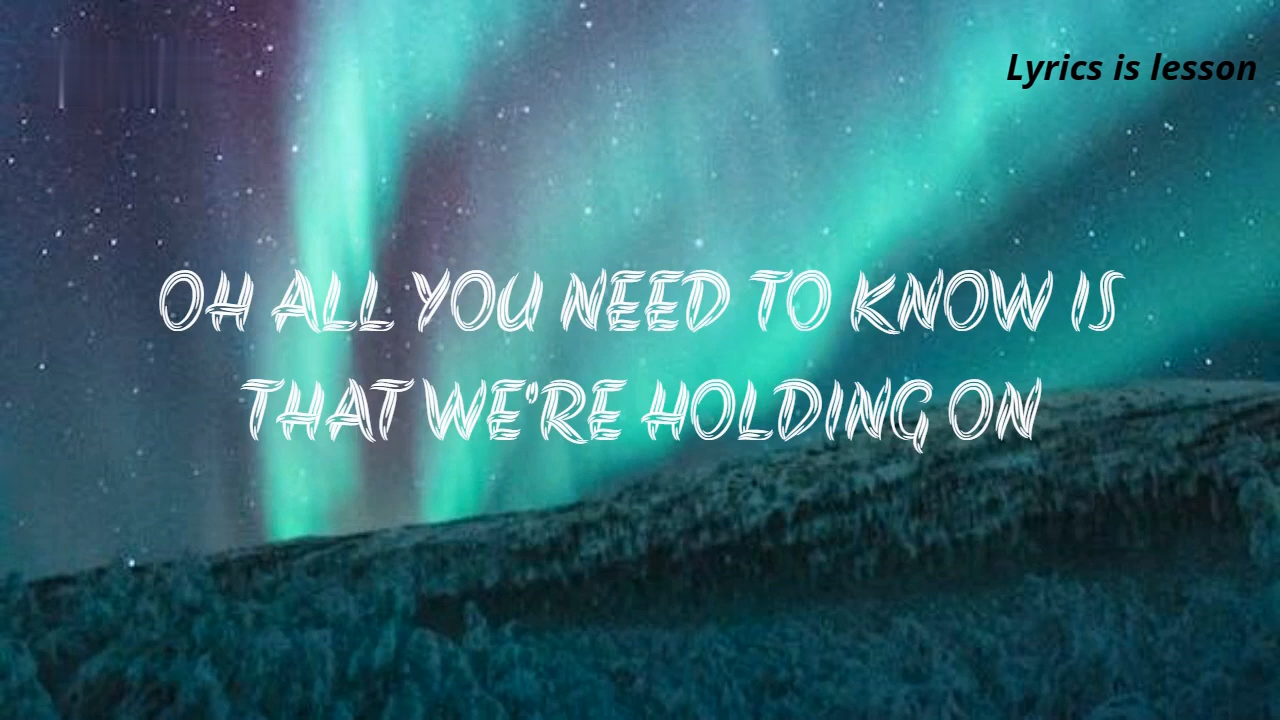 Lyrics is lesson
OH ALL YOU NEED TO KNOW IS
THAT WE'RE HOLDING ON